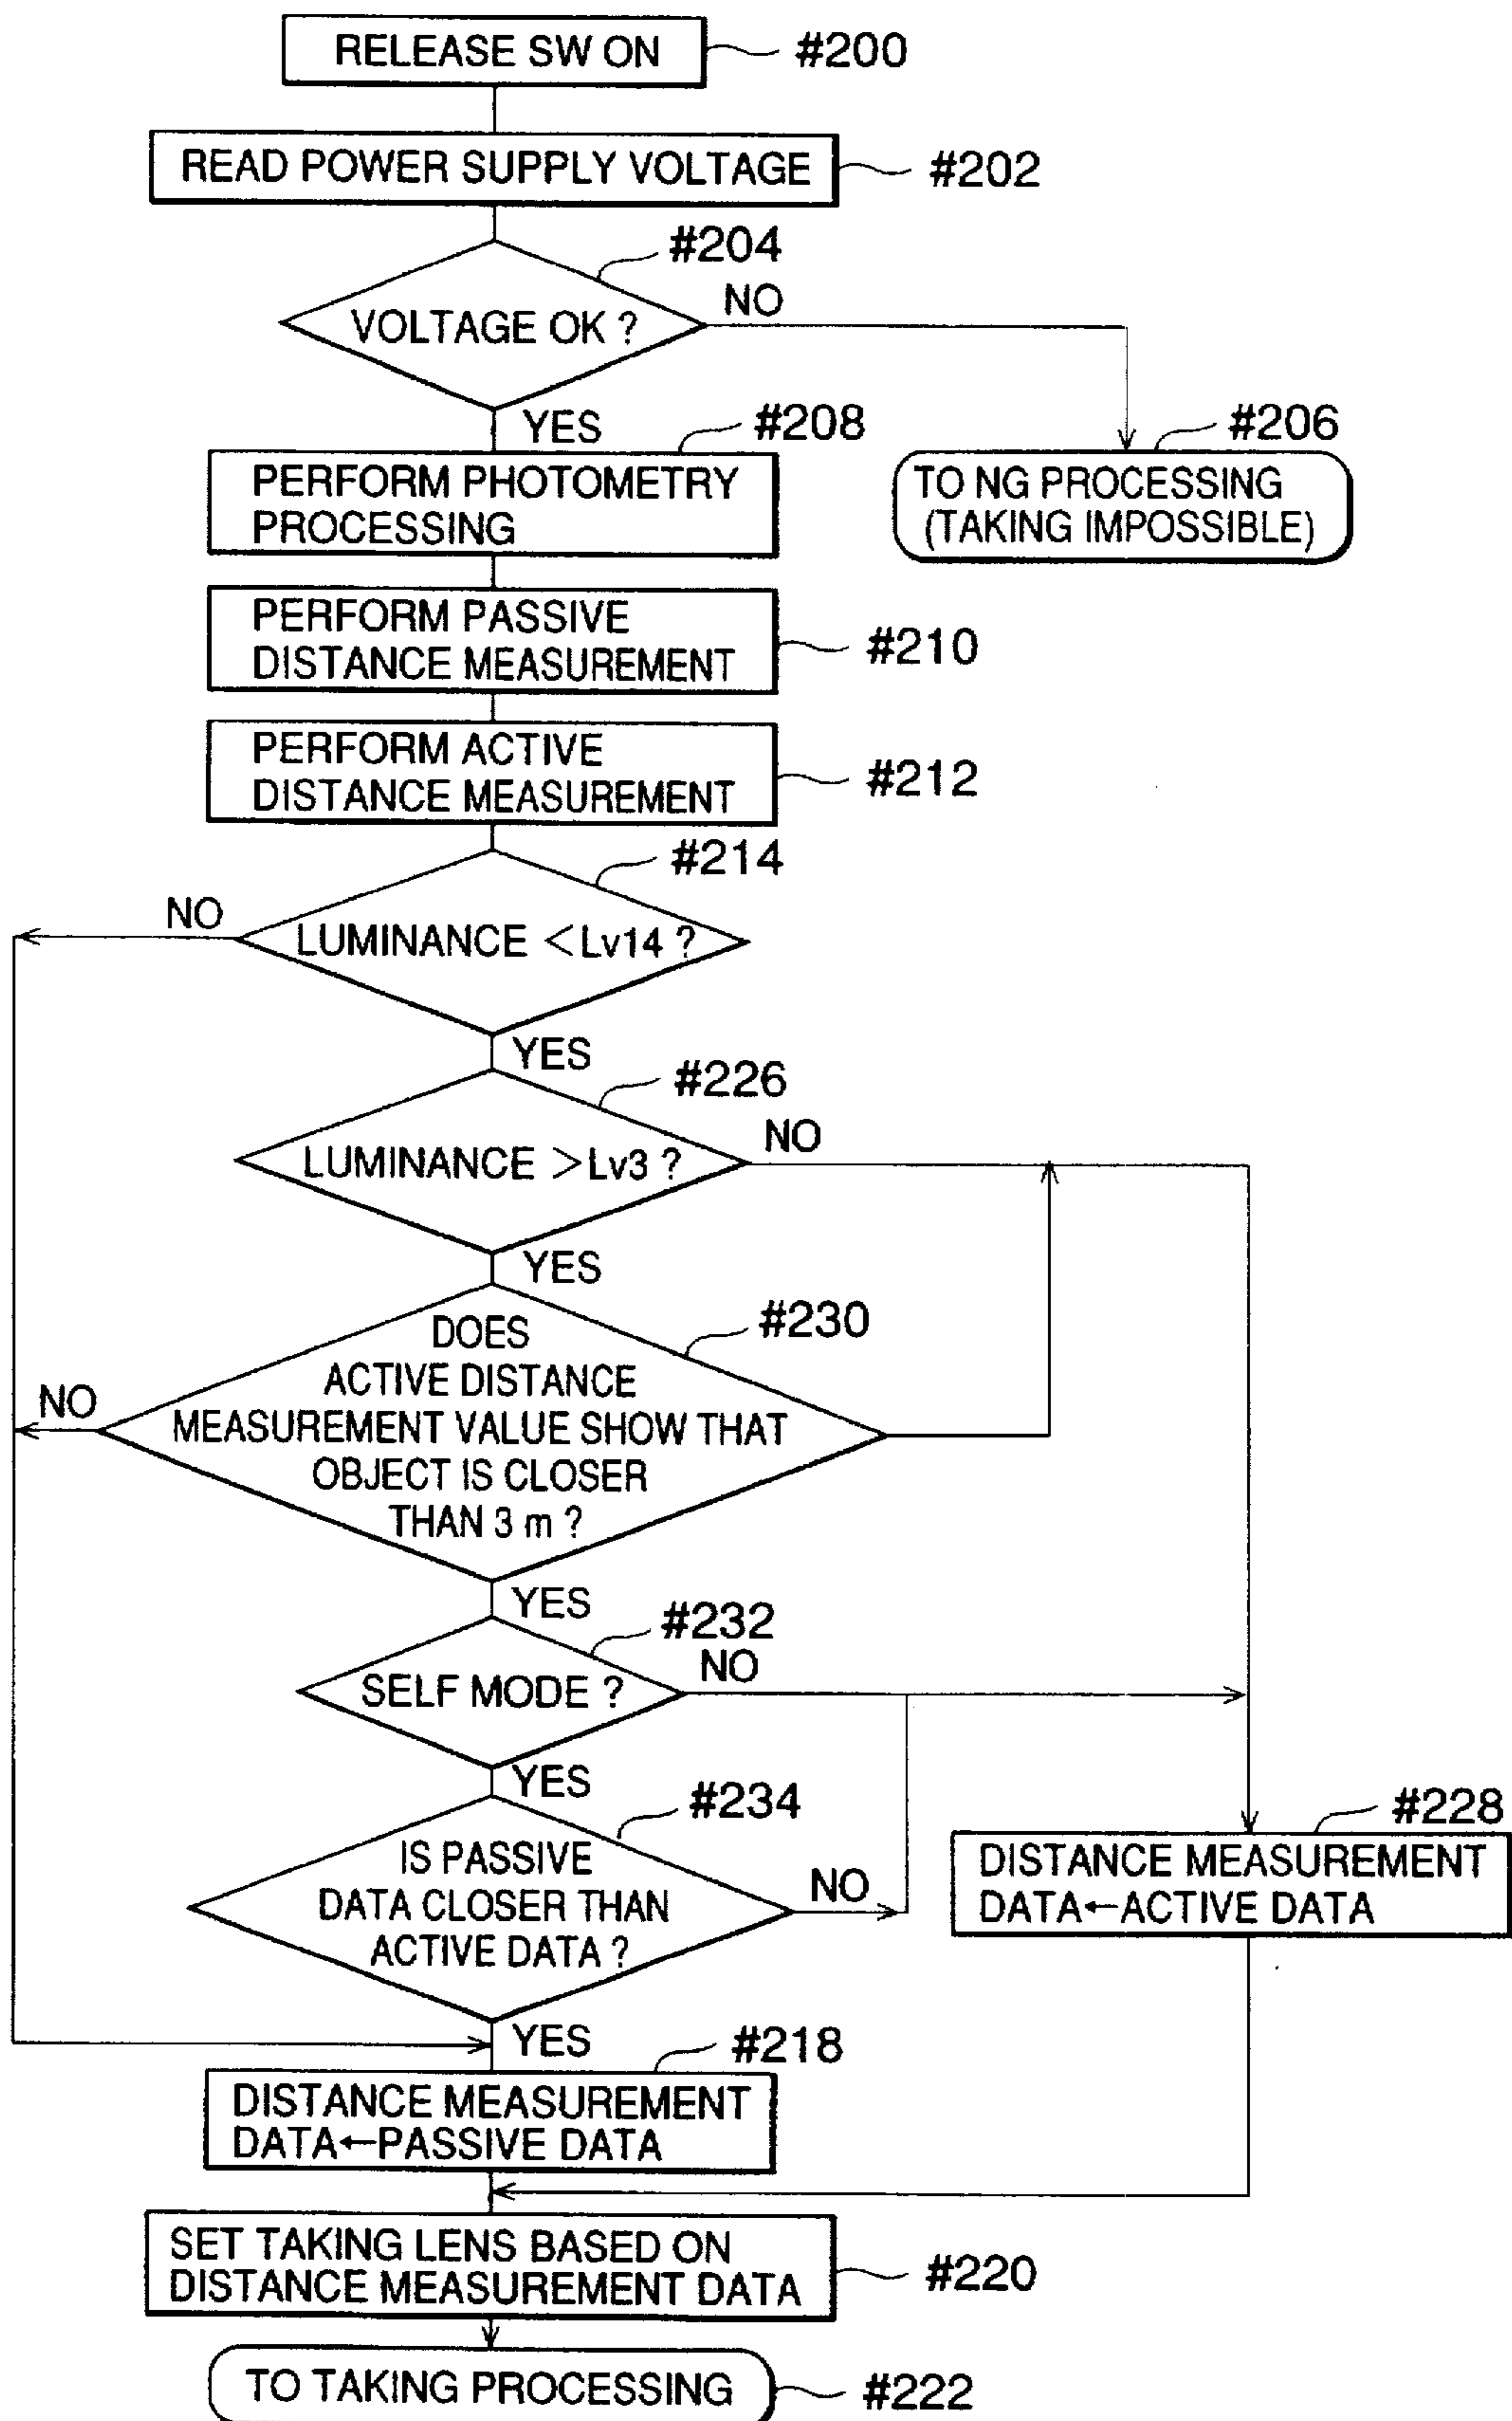 RELEASE SW ON
#200
READ POWER SUPPLY VOLTAGE
#202
#204
VOLTAGE OK ?
NO
YES
#208
PERFORM PHOTOMETRY
PROCESSING
#206
TO NG PROCESSING
(TAKING IMPOSSIBLE)
PERFORM PASSIVE
DISTANCE MEASUREMENT
#210
PERFORM ACTIVE
DISTANCE MEASUREMENT
#212
#214
NO
LUMINANCE <Lv14 ?
YES
#226
LUMINANCE >Lv3 ?
NO
YES
#230
DOES
ACTIVE DISTANCE
MEASUREMENT VALUE SHOW THAT
OBJECT IS CLOSER
THAN 3 m ?
NO
YES
#232
SELF MODE ?
NO
YES
#234
IS PASSIVE
DATA CLOSER THAN
ACTIVE DATA ?
NO
#228
DISTANCE MEASUREMENT
DATA←ACTIVE DATA
YES
#218
DISTANCE MEASUREMENT
DATA←PASSIVE DATA
SET TAKING LENS BASED ON
DISTANCE MEASUREMENT DATA
#220
TO TAKING PROCESSING
#222